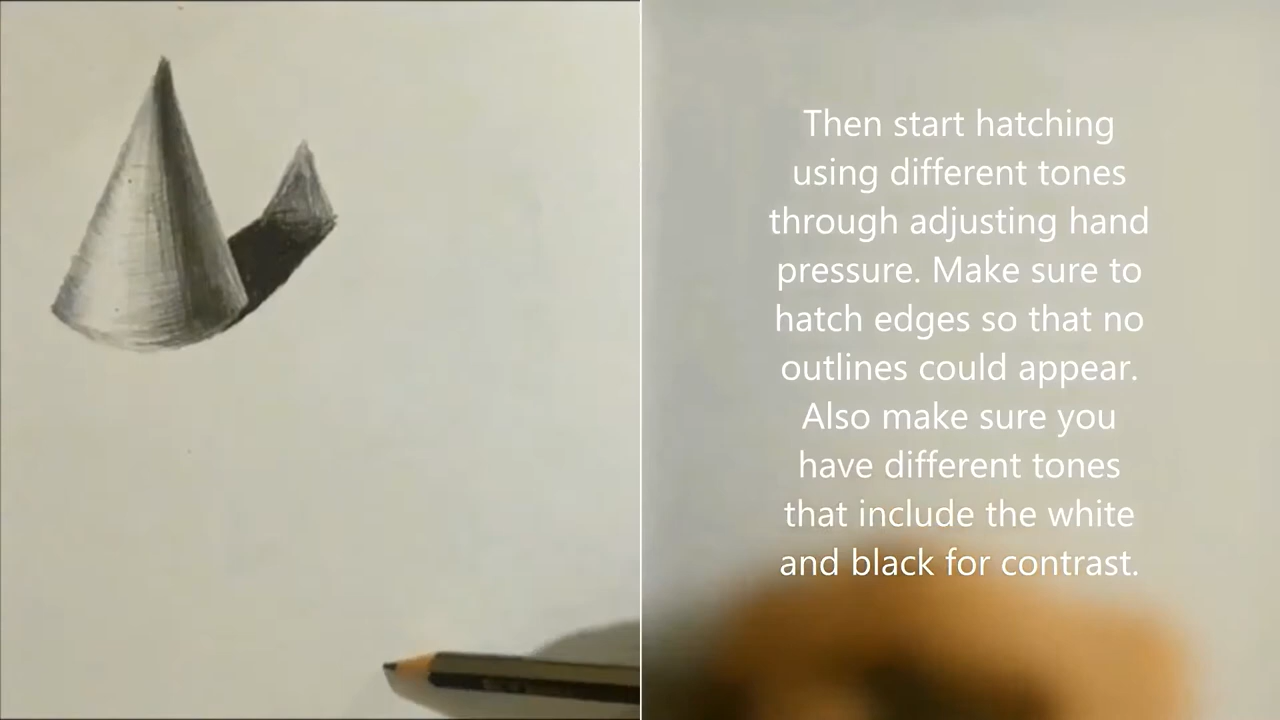 Then start hatching
using different tones
through adjusting hand
pressure. Make sure to
hatch edges so that no
outlines could appear.
Also make sure you
have different tones
that include the white
and black for contrast.